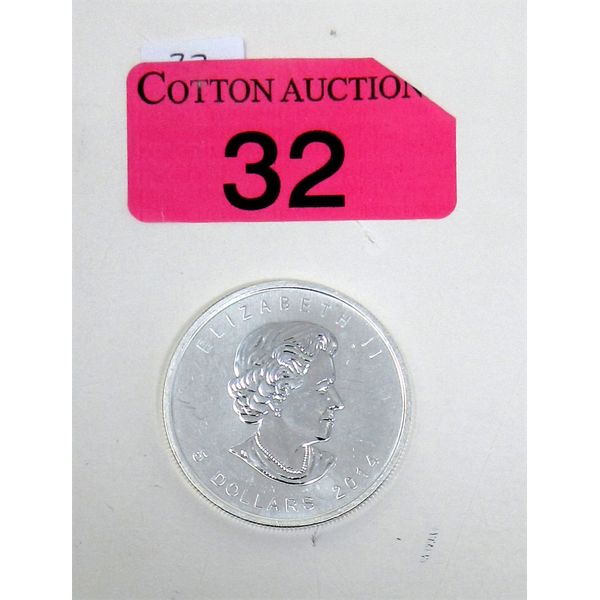 COTTON AUCTION
32
ELIZABETH II
5 DOLLARS 2014